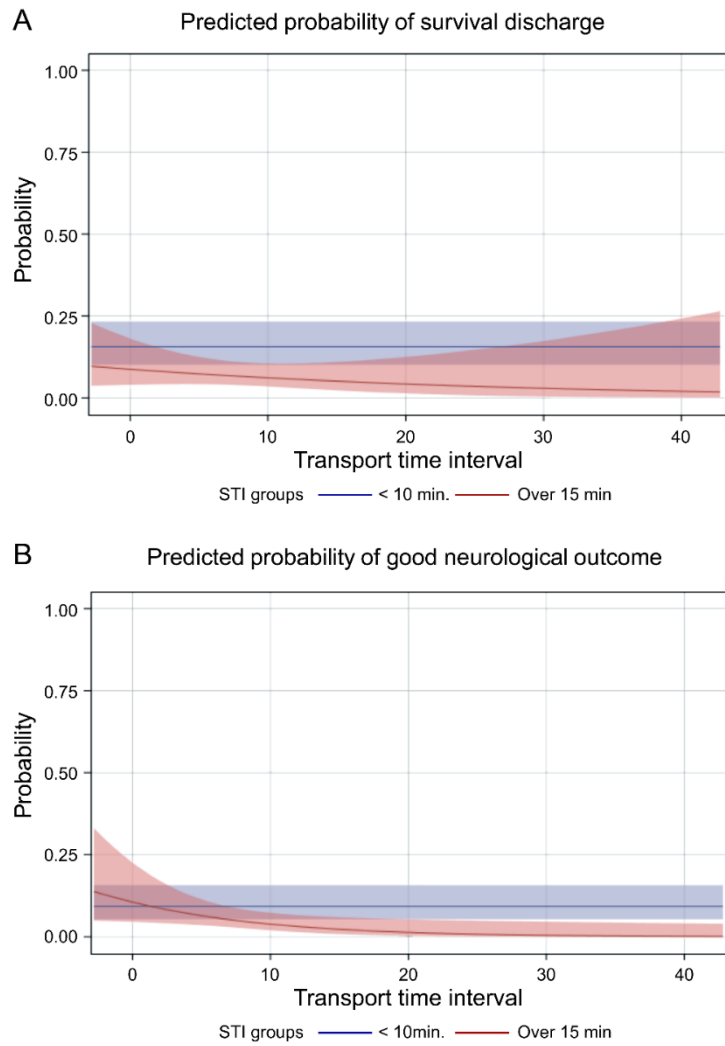 A
Predicted probability of survival discharge
1.00
0.75
0.50
0.25
0.00
Probability
0 10 20 30 40
Transport time interval
STI groups < 10 min. Over 15 min
B
Predicted probability of good neurological outcome
1.00
0.75
0.50
0.25
0.00
Probability
0 10 20 30 40
Transport time interval
STI groups < 10min. Over 15 min